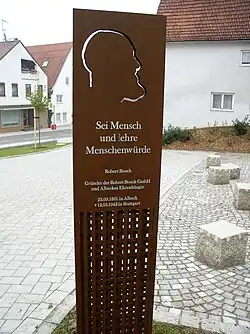 Sei Mensch
und ehre
Menschenwürde
Robert Bosch
Gründer der Robert Bosch GmbH
und Albecker Ehrenbürger
23.09.1861 in Albeck
+ 12.03.1942 in Stuttgart